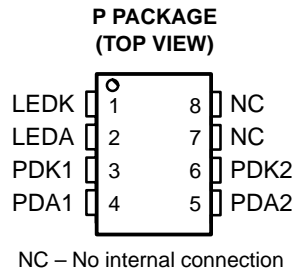 P PACKAGE
(TOP VIEW)
LEDK 1 8 NC
LEDA 2 7 NC
PDK1 3 6 PDK2
PDA1 4 5 PDA2
NC – No internal connection